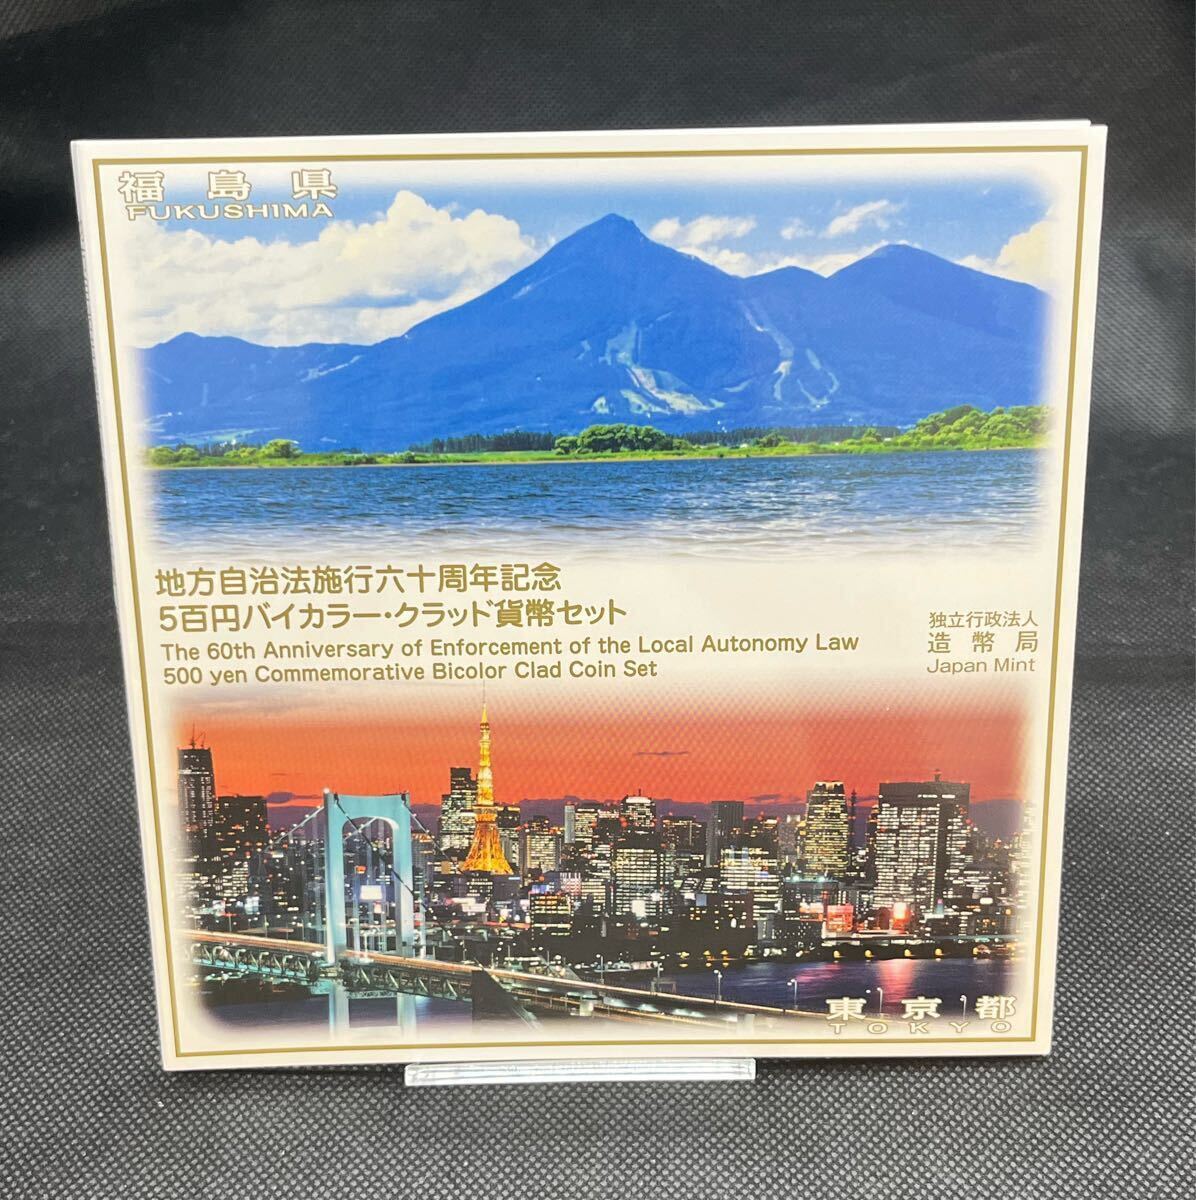 福島県
FUKUSHIMA
地方自治法施行六十周年記念
5百円バイカラー・クラッド貨幣セット
The 60th Anniversary of Enforcement of the Local Autonomy Law
500 yen Commemorative Bicolor Clad Coin Set
独立行政法人
造幣局
Japan Mint
東京都
TOKYO